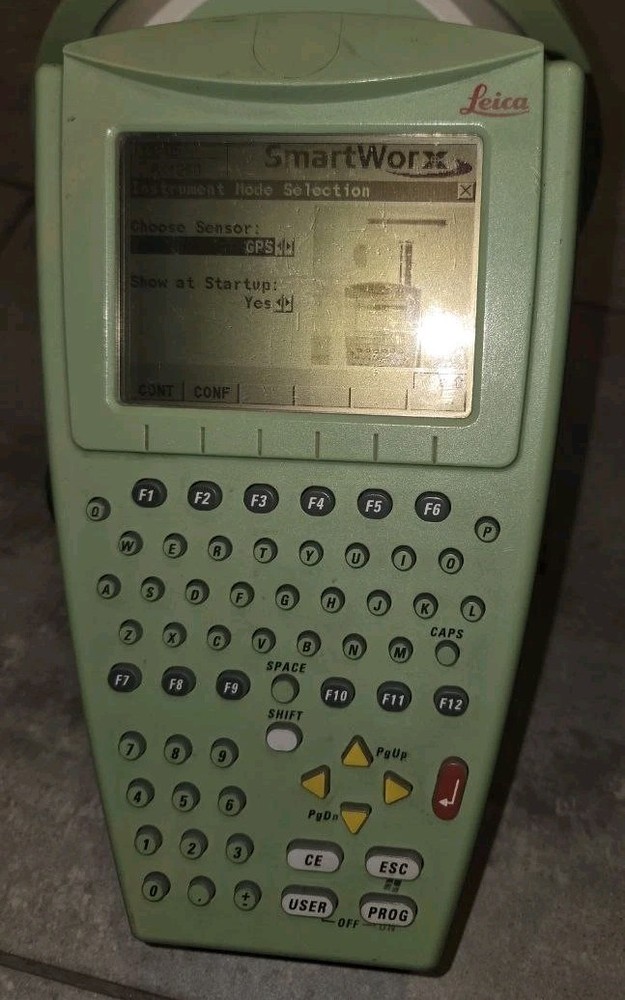 Leica
SmartWorx
Instrument Mode Selection
Choose Sensor:
GPS
Show at Startup:
Yes
CONT CONF
F1 F2 F3 F4 F5 F6
Q W E R T Y U I O P
A S D F G H J K L
CAPS
Z X C V B N M
SPACE
F7 F8 F9 F10 F11 F12
SHIFT
7 8 9
PgUp
4 5 6
PgDn
1 2 3
CE ESC
0 . ±
USER PROG
OFF